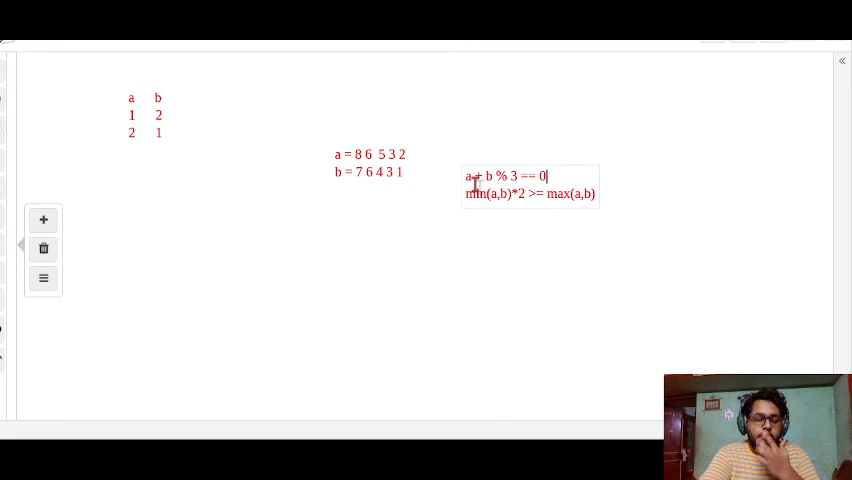 a b
1 2
2 1
a = 8 6 5 3 2
b = 7 6 4 3 1
a + b % 3 == 0
min(a,b)*2 >= max(a,b)